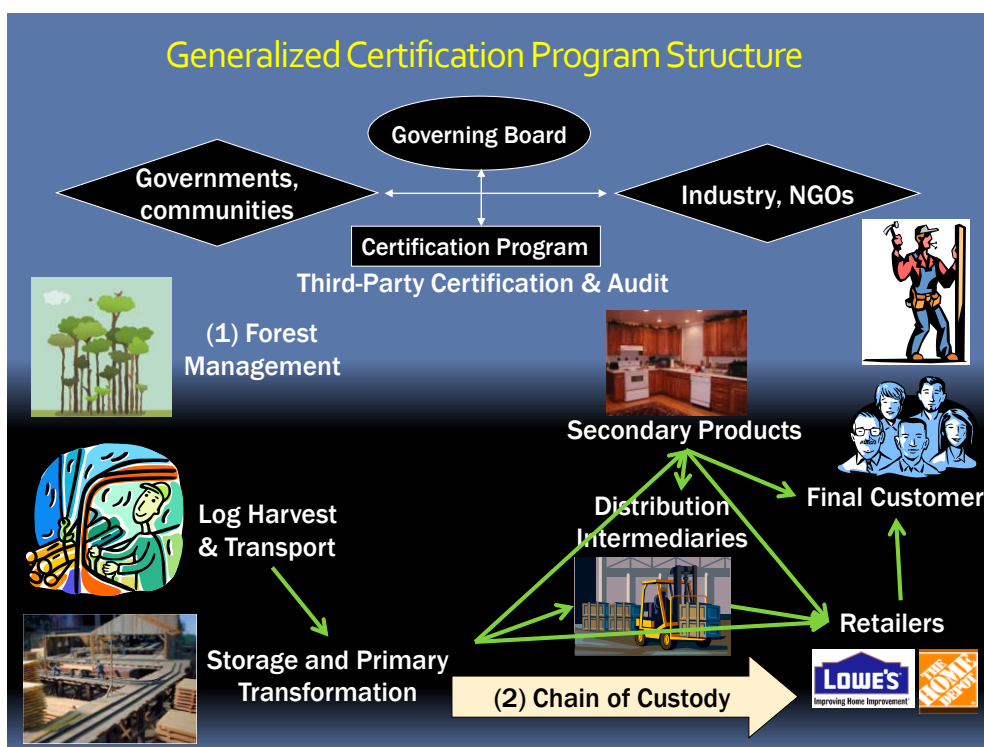 Generalized Certification Program Structure
Governing Board
Governments,
communities
Industry, NGOs
Certification Program
Third-Party Certification & Audit
(1) Forest
Management
Secondary Products
Log Harvest
& Transport
Distribution
Intermediaries
Final Customer
Retailers
Storage and Primary
Transformation
(2) Chain of Custody
LOWE'S
Improving Home Improvement
THE
HOME
DEPOT